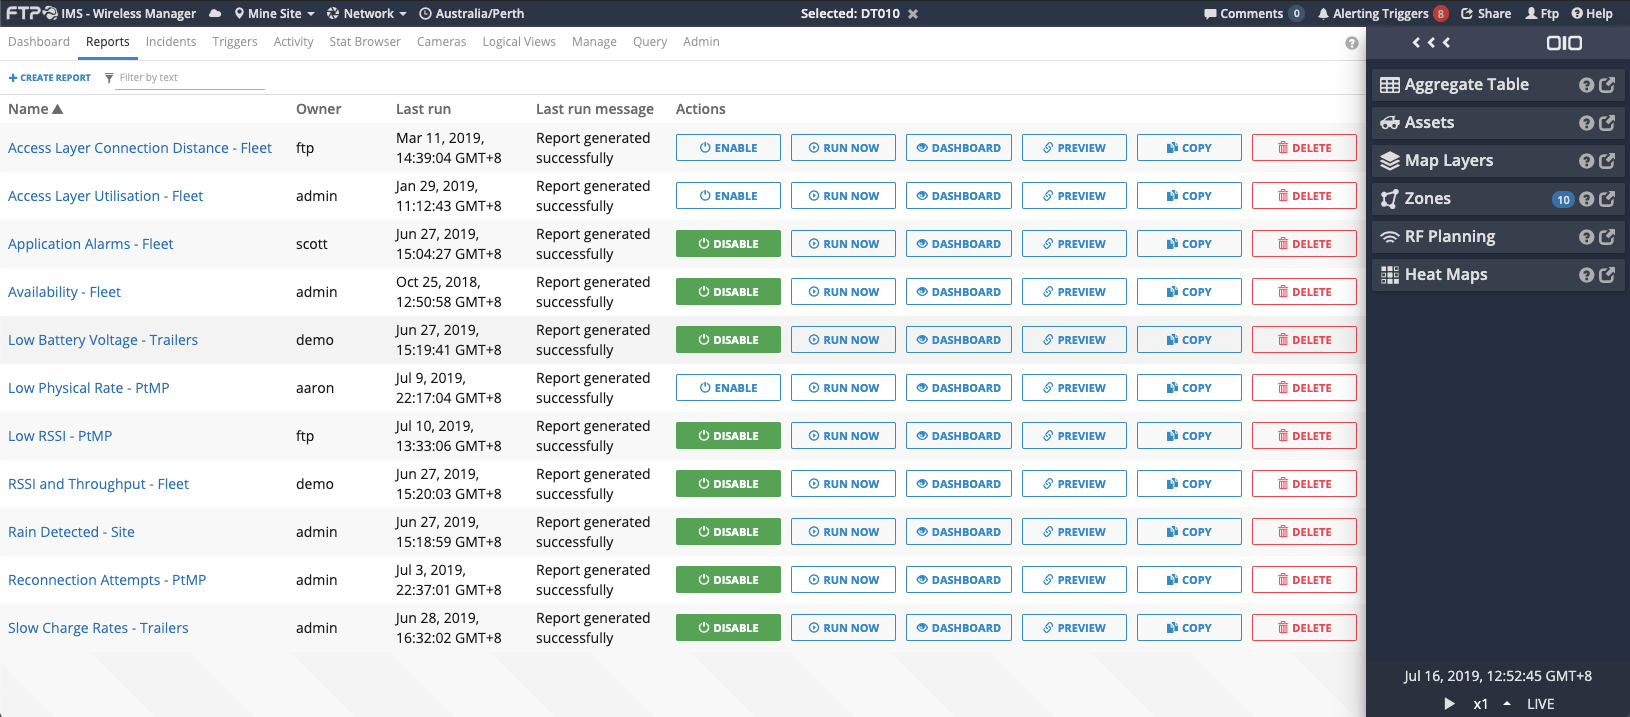 FTP IMS - Wireless Manager Mine Site Network Australia/Perth Selected: DT010 Comments 0 Alerting Triggers 8 Share Ftp Help
Dashboard Reports Incidents Triggers Activity Stat Browser Cameras Logical Views Manage Query Admin
CREATE REPORT Filter by text
Name Owner Last run Last run message Actions
Access Layer Connection Distance - Fleet ftp Mar 11, 2019, 14:39:04 GMT+8 Report generated successfully ENABLE RUN NOW DASHBOARD PREVIEW COPY DELETE
Access Layer Utilisation - Fleet admin Jan 29, 2019, 11:12:43 GMT+8 Report generated successfully ENABLE RUN NOW DASHBOARD PREVIEW COPY DELETE
Application Alarms - Fleet scott Jun 27, 2019, 15:04:27 GMT+8 Report generated successfully DISABLE RUN NOW DASHBOARD PREVIEW COPY DELETE
Availability - Fleet admin Oct 25, 2018, 12:50:58 GMT+8 Report generated successfully DISABLE RUN NOW DASHBOARD PREVIEW COPY DELETE
Low Battery Voltage - Trailers demo Jun 27, 2019, 15:19:41 GMT+8 Report generated successfully DISABLE RUN NOW DASHBOARD PREVIEW COPY DELETE
Low Physical Rate - PtMP aaron Jul 9, 2019, 22:17:04 GMT+8 Report generated successfully ENABLE RUN NOW DASHBOARD PREVIEW COPY DELETE
Low RSSI - PtMP ftp Jul 10, 2019, 13:33:06 GMT+8 Report generated successfully DISABLE RUN NOW DASHBOARD PREVIEW COPY DELETE
RSSI and Throughput - Fleet demo Jun 27, 2019, 15:20:03 GMT+8 Report generated successfully DISABLE RUN NOW DASHBOARD PREVIEW COPY DELETE
Rain Detected - Site admin Jun 27, 2019, 15:18:59 GMT+8 Report generated successfully DISABLE RUN NOW DASHBOARD PREVIEW COPY DELETE
Reconnection Attempts - PtMP admin Jul 3, 2019, 22:37:01 GMT+8 Report generated successfully DISABLE RUN NOW DASHBOARD PREVIEW COPY DELETE
Slow Charge Rates - Trailers admin Jun 28, 2019, 16:32:02 GMT+8 Report generated successfully DISABLE RUN NOW DASHBOARD PREVIEW COPY DELETE
Aggregate Table
Assets
Map Layers
Zones 10
RF Planning
Heat Maps
Jul 16, 2019, 12:52:45 GMT+8
x1 LIVE